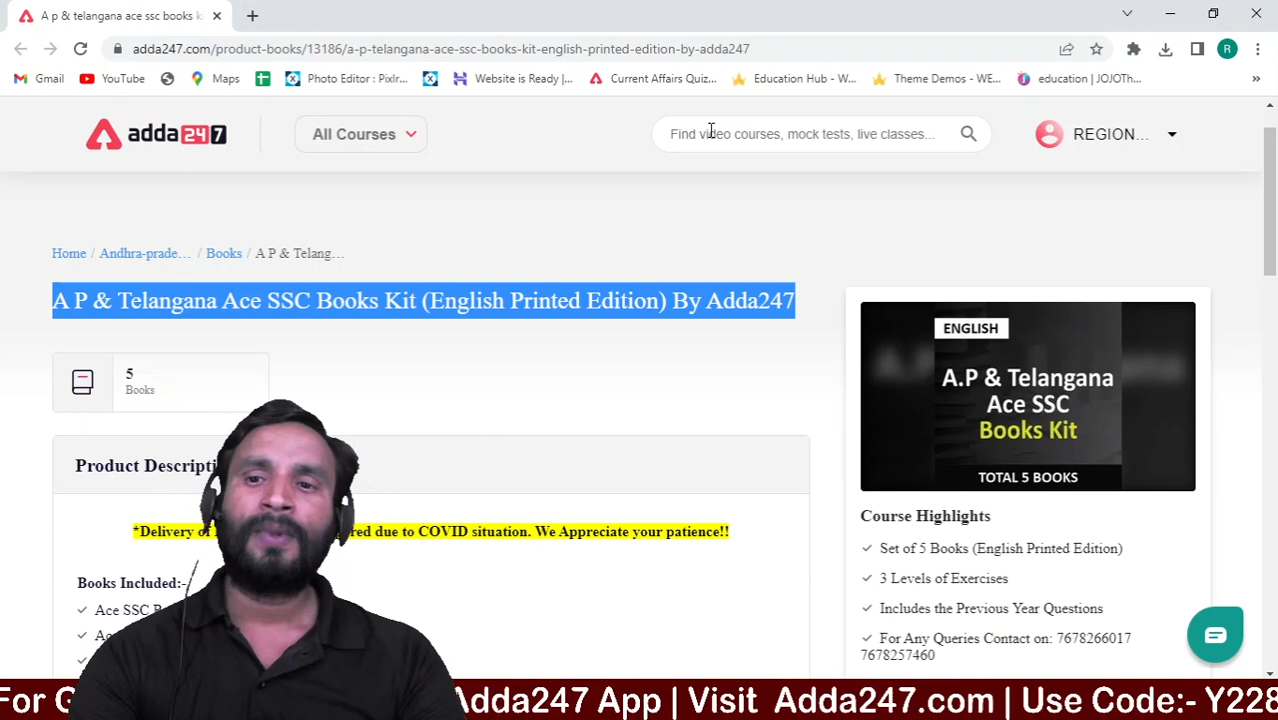 A p & telangana ace ssc books k
adda247.com/product-books/13186/a-p-telangana-ace-ssc-books-kit-english-printed-edition-by-adda247
R
Gmail
YouTube
Maps
Photo Editor : Pixlr...
Website is Ready |...
Current Affairs Quiz...
Education Hub - W...
Theme Demos - WE...
education | JOJOTh...
adda247
All Courses
Find video courses, mock tests, live classes...
REGION...
Home / Andhra-prade... / Books / A P & Telang...
A P & Telangana Ace SSC Books Kit (English Printed Edition) By Adda247
5
Books
ENGLISH
A.P & Telangana
Ace SSC
Books Kit
TOTAL 5 BOOKS
Product Descripti
*Delivery of
red due to COVID situation. We Appreciate your patience!!
Books Included:-
Ace SSC
Course Highlights
Set of 5 Books (English Printed Edition)
3 Levels of Exercises
Includes the Previous Year Questions
For Any Queries Contact on: 7678266017
7678257460
For G
Adda247 App | Visit Adda247.com | Use Code:- Y228